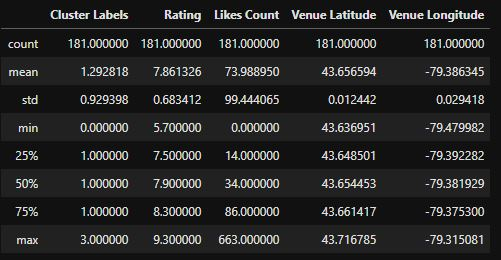 Cluster Labels Rating Likes Count Venue Latitude Venue Longitude
count 181.000000 181.000000 181.000000 181.000000 181.000000
mean 1.292818 7.861326 73.988950 43.656594 -79.386345
std 0.929398 0.683412 99.444065 0.012442 0.029418
min 0.000000 5.700000 0.000000 43.636951 -79.479982
25% 1.000000 7.500000 14.000000 43.648501 -79.392282
50% 1.000000 7.900000 34.000000 43.654453 -79.381929
75% 1.000000 8.300000 86.000000 43.661417 -79.375300
max 3.000000 9.300000 663.000000 43.716785 -79.315081